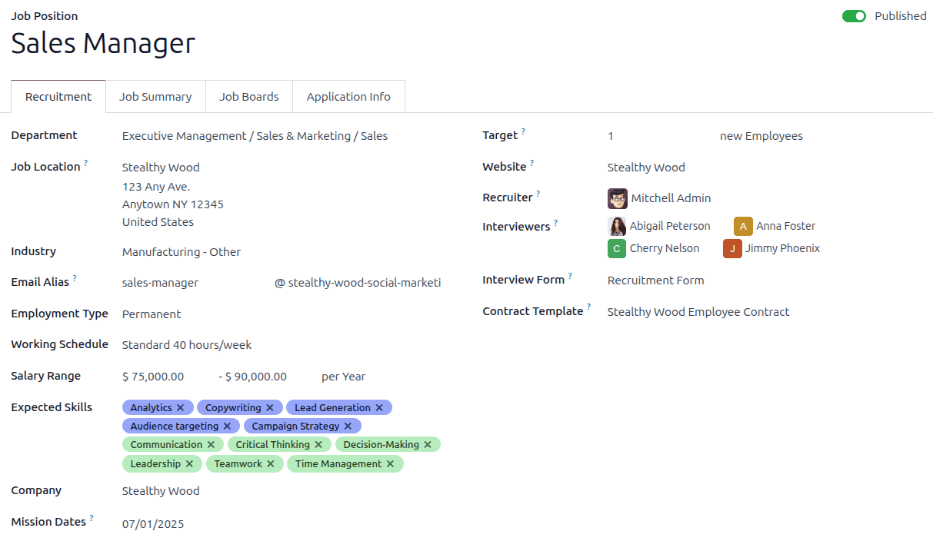 Job Position
Published
Sales Manager
Recruitment
Job Summary
Job Boards
Application Info
Department
Executive Management / Sales & Marketing / Sales
Job Location ?
Stealthy Wood
123 Any Ave.
Anytown NY 12345
United States
Industry
Manufacturing - Other
Email Alias ?
sales-manager @ stealthy-wood-social-marketi
Employment Type
Permanent
Working Schedule
Standard 40 hours/week
Salary Range
$ 75,000.00 - $ 90,000.00 per Year
Expected Skills
Analytics ✕ Copywriting ✕ Lead Generation ✕
Audience targeting ✕ Campaign Strategy ✕
Communication ✕ Critical Thinking ✕ Decision-Making ✕
Leadership ✕ Teamwork ✕ Time Management ✕
Company
Stealthy Wood
Mission Dates ?
07/01/2025
Target ?
1 new Employees
Website ?
Stealthy Wood
Recruiter ?
Mitchell Admin
Interviewers ?
Abigail Peterson A Anna Foster
C Cherry Nelson J Jimmy Phoenix
Interview Form ?
Recruitment Form
Contract Template ?
Stealthy Wood Employee Contract